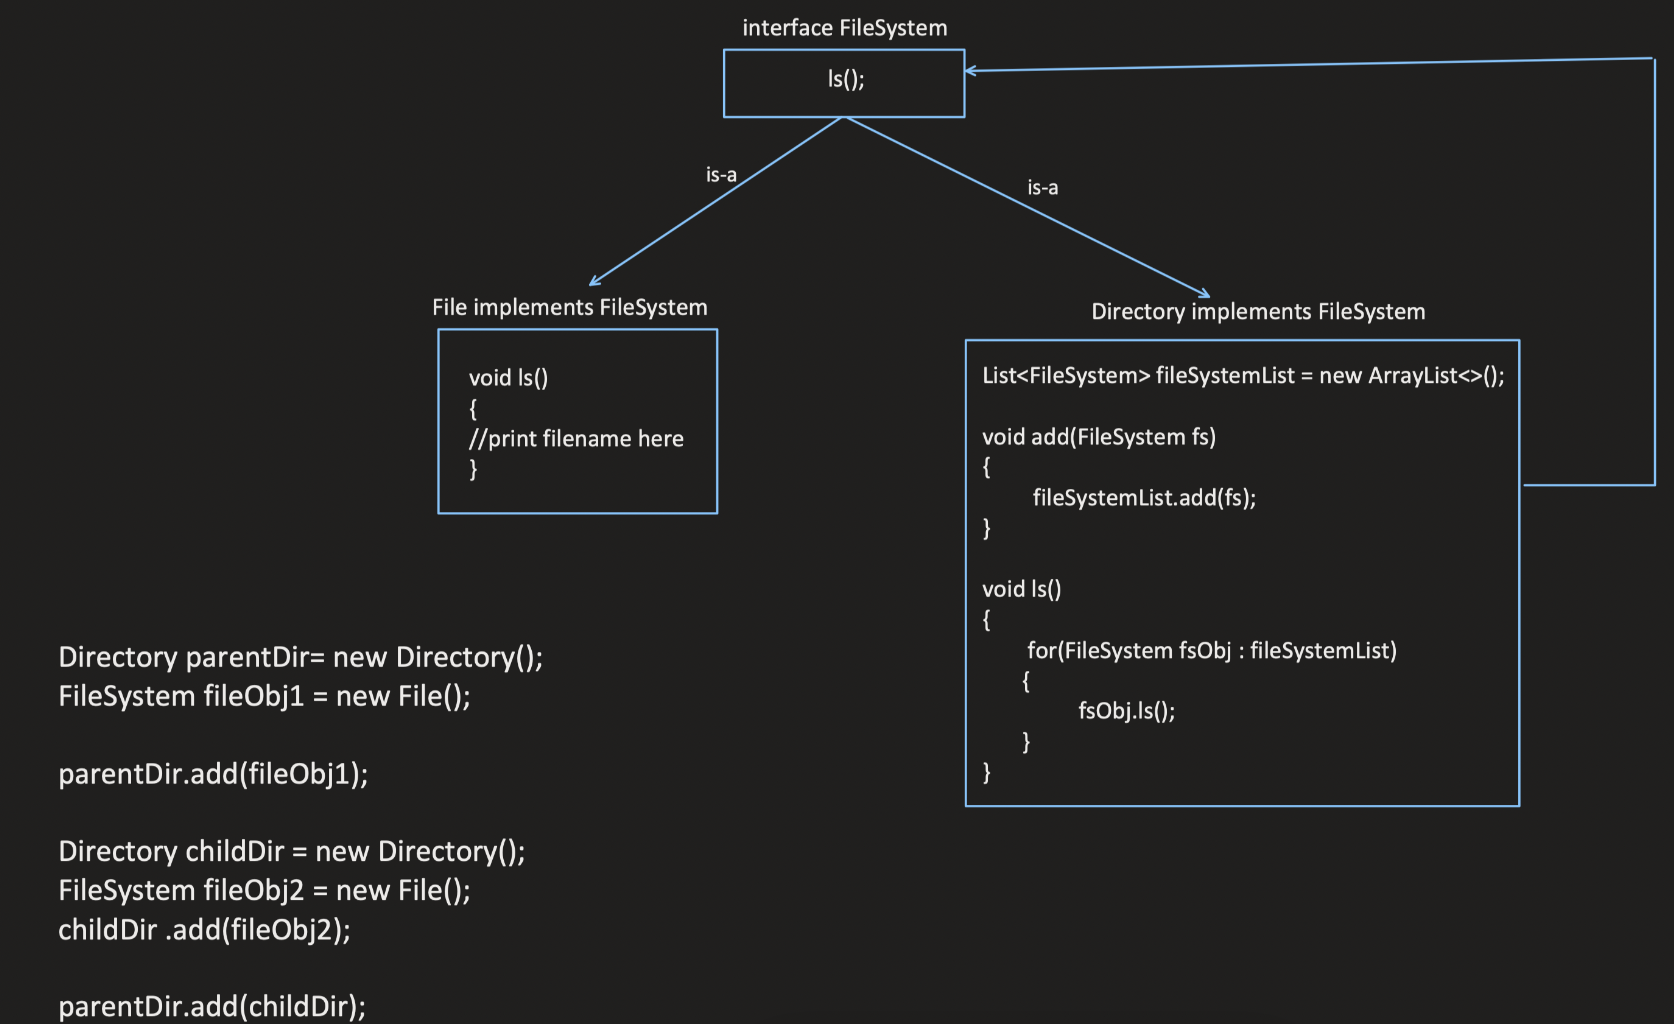 interface FileSystem
ls();
is-a
is-a
File implements FileSystem
void ls()
{
//print filename here
}
Directory implements FileSystem
List<FileSystem> fileSystemList = new ArrayList<>();
void add(FileSystem fs)
{
fileSystemList.add(fs);
}
void ls()
{
for(FileSystem fsObj : fileSystemList)
{
fsObj.ls();
}
}
Directory parentDir= new Directory();
FileSystem fileObj1 = new File();
parentDir.add(fileObj1);
Directory childDir = new Directory();
FileSystem fileObj2 = new File();
childDir .add(fileObj2);
parentDir.add(childDir);